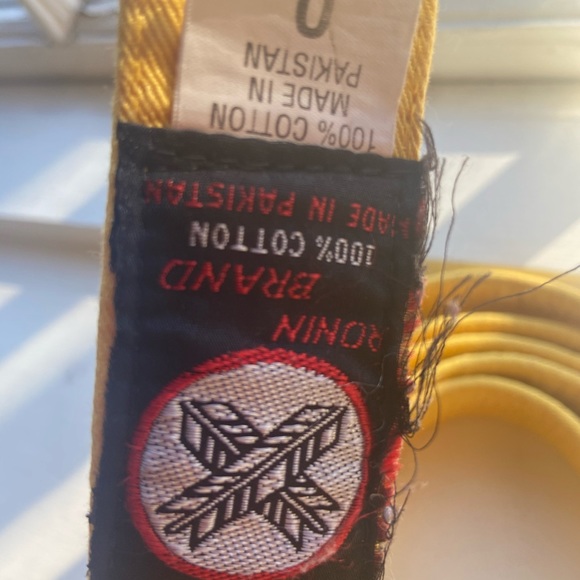 RONIN
BRAND
100% COTTON
MADE IN PAKISTAN
100% COTTON
MADE IN
PAKISTAN
0